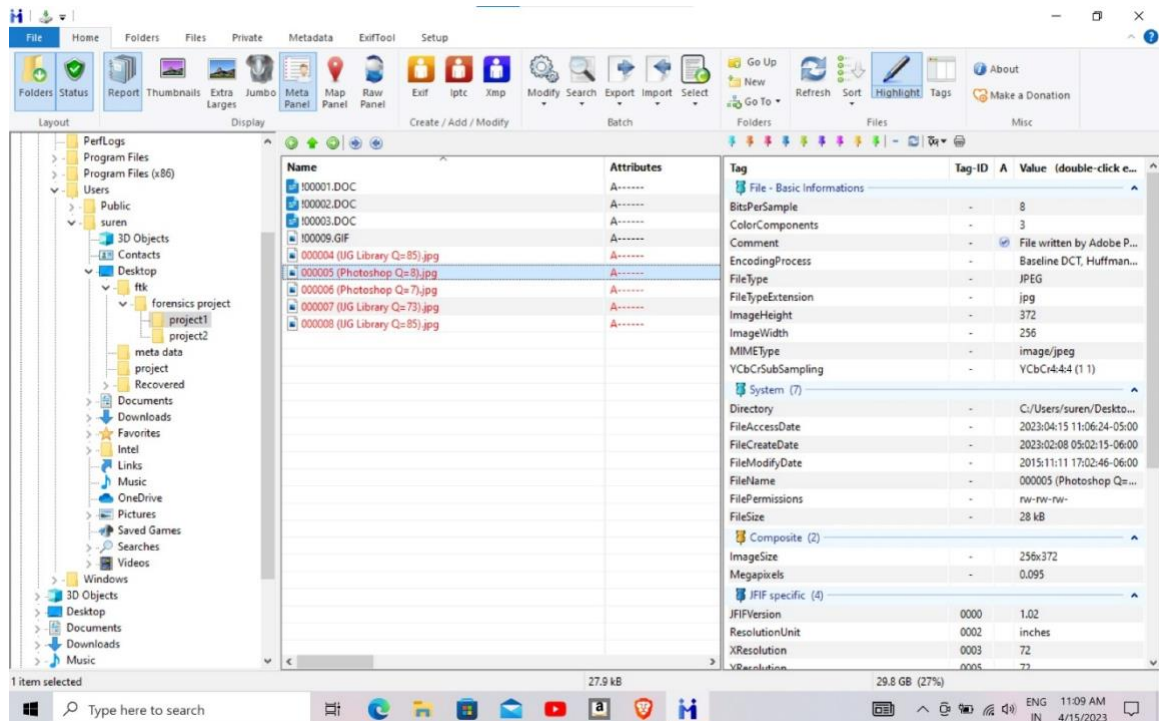 File Home Folders Files Private Metadata ExifTool Setup
Folders Status Report Thumbnails Extra Larges Jumbo Meta Panel Map Panel Raw Panel Exif Iptc Xmp Modify Search Export Import Select Go Up New Go To Refresh Sort Highlight Tags About Make a Donation
Layout Display Create / Add / Modify Batch Folders Files Misc
PerfLogs
Program Files
Program Files (x86)
Users
Public
suren
3D Objects
Contacts
Desktop
ftk
forensics project
project1
project2
meta data
project
Recovered
Documents
Downloads
Favorites
Intel
Links
Music
OneDrive
Pictures
Saved Games
Searches
Videos
Windows
3D Objects
Desktop
Documents
Downloads
Music
Name Attributes
!00001.DOC A------
!00002.DOC A------
!00003.DOC A------
!00009.GIF A------
000004 (IJG Library Q=85).jpg A------
000005 (Photoshop Q=8).jpg A------
000006 (Photoshop Q=7).jpg A------
000007 (IJG Library Q=73).jpg A------
000008 (IJG Library Q=85).jpg A------
Tag Tag-ID A Value (double-click e...
File - Basic Informations
BitsPerSample - 8
ColorComponents - 3
Comment - File written by Adobe P...
EncodingProcess - Baseline DCT, Huffman...
FileType - JPEG
FileTypeExtension - jpg
ImageHeight - 372
ImageWidth - 256
MIMEType - image/jpeg
YCbCrSubSampling - YCbCr4:4:4 (1 1)
System (7)
Directory - C:/Users/suren/Deskto...
FileAccessDate - 2023:04:15 11:06:24-05:00
FileCreateDate - 2023:02:08 05:02:15-06:00
FileModifyDate - 2015:11:11 17:02:46-06:00
FileName - 000005 (Photoshop Q=...
FilePermissions - rw-rw-rw-
FileSize - 28 kB
Composite (2)
ImageSize - 256x372
Megapixels - 0.095
JFIF specific (4)
JFIFVersion 0000 1.02
ResolutionUnit 0002 inches
XResolution 0003 72
YResolution 0005 72
1 item selected 27.9 kB 29.8 GB (27%)
Type here to search
ENG 11:09 AM
IN 4/15/2023